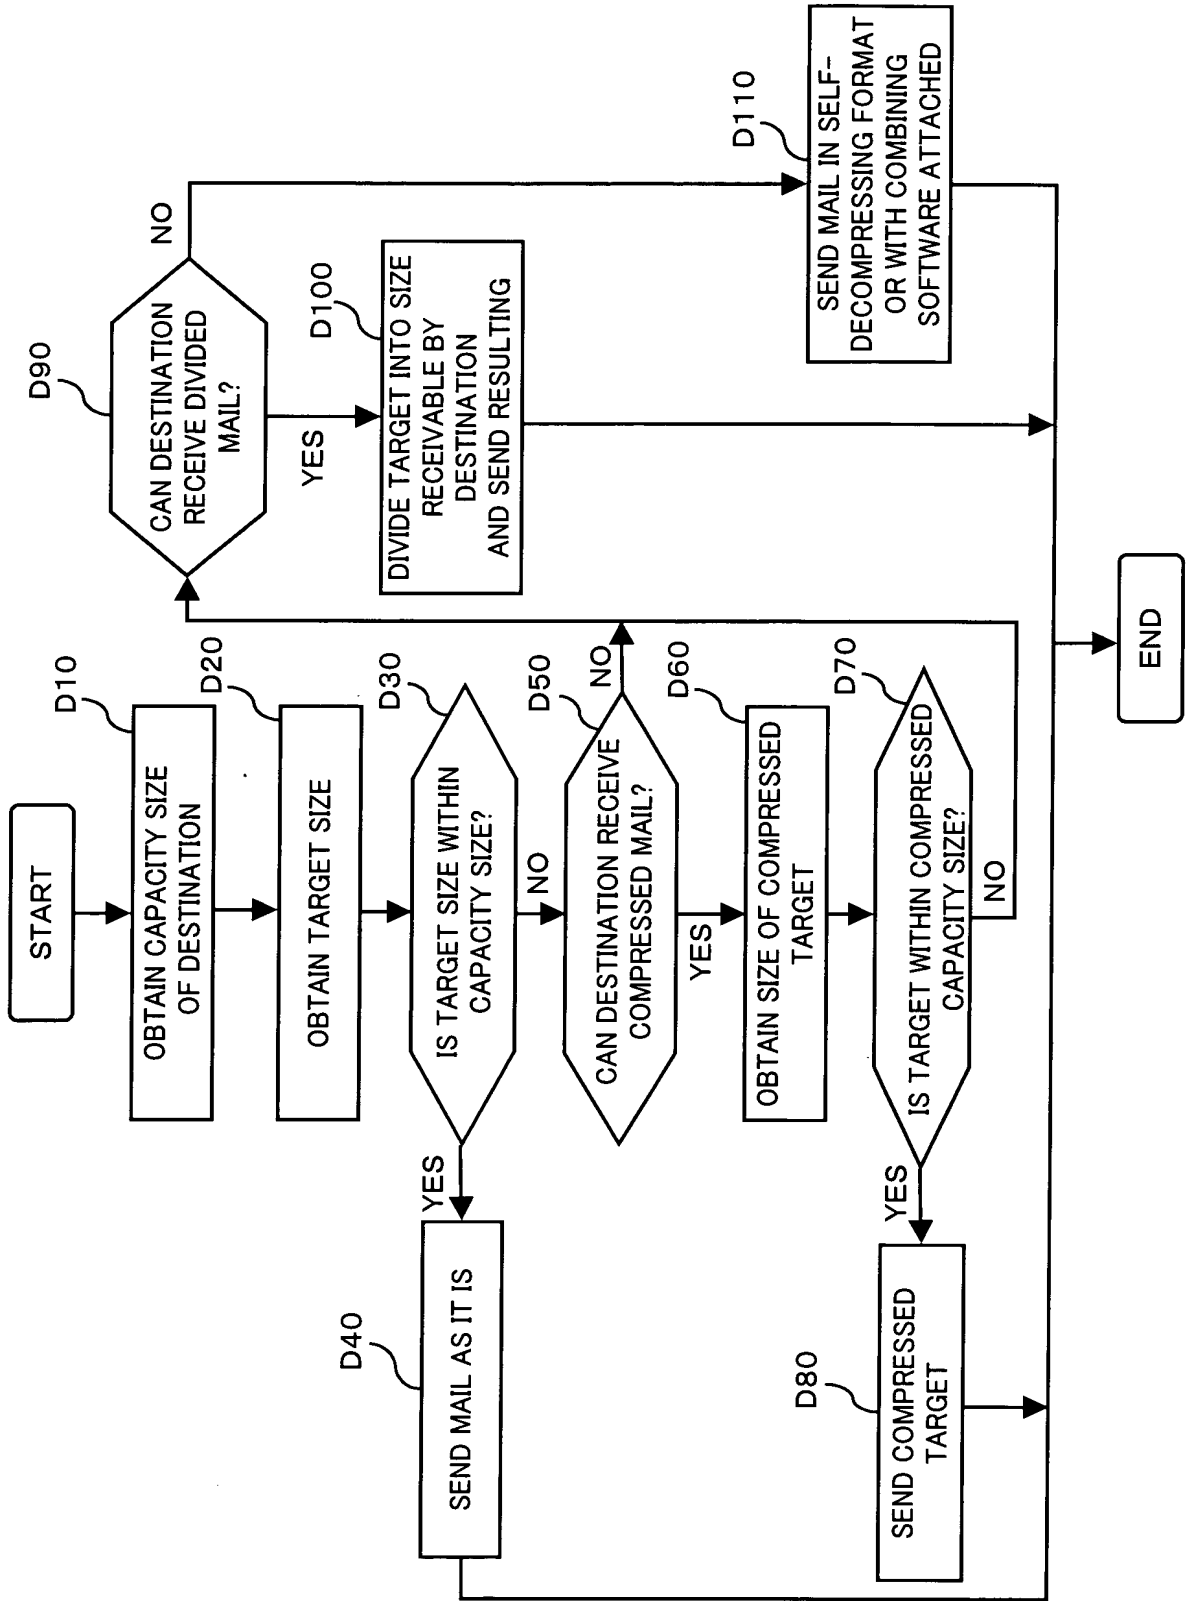 START
D10
OBTAIN CAPACITY SIZE
OF DESTINATION
D20
OBTAIN TARGET SIZE
D30
IS TARGET SIZE WITHIN
CAPACITY SIZE?
YES
NO
D40
SEND MAIL AS IT IS
D50
CAN DESTINATION RECEIVE
COMPRESSED MAIL?
NO
YES
D60
OBTAIN SIZE OF COMPRESSED
TARGET
D70
IS TARGET WITHIN COMPRESSED
CAPACITY SIZE?
YES
NO
D80
SEND COMPRESSED
TARGET
D90
CAN DESTINATION
RECEIVE DIVIDED
MAIL?
NO
YES
D100
DIVIDE TARGET INTO SIZE
RECEIVABLE BY
DESTINATION
AND SEND RESULTING
D110
SEND MAIL IN SELF-
DECOMPRESSING FORMAT
OR WITH COMBINING
SOFTWARE ATTACHED
END